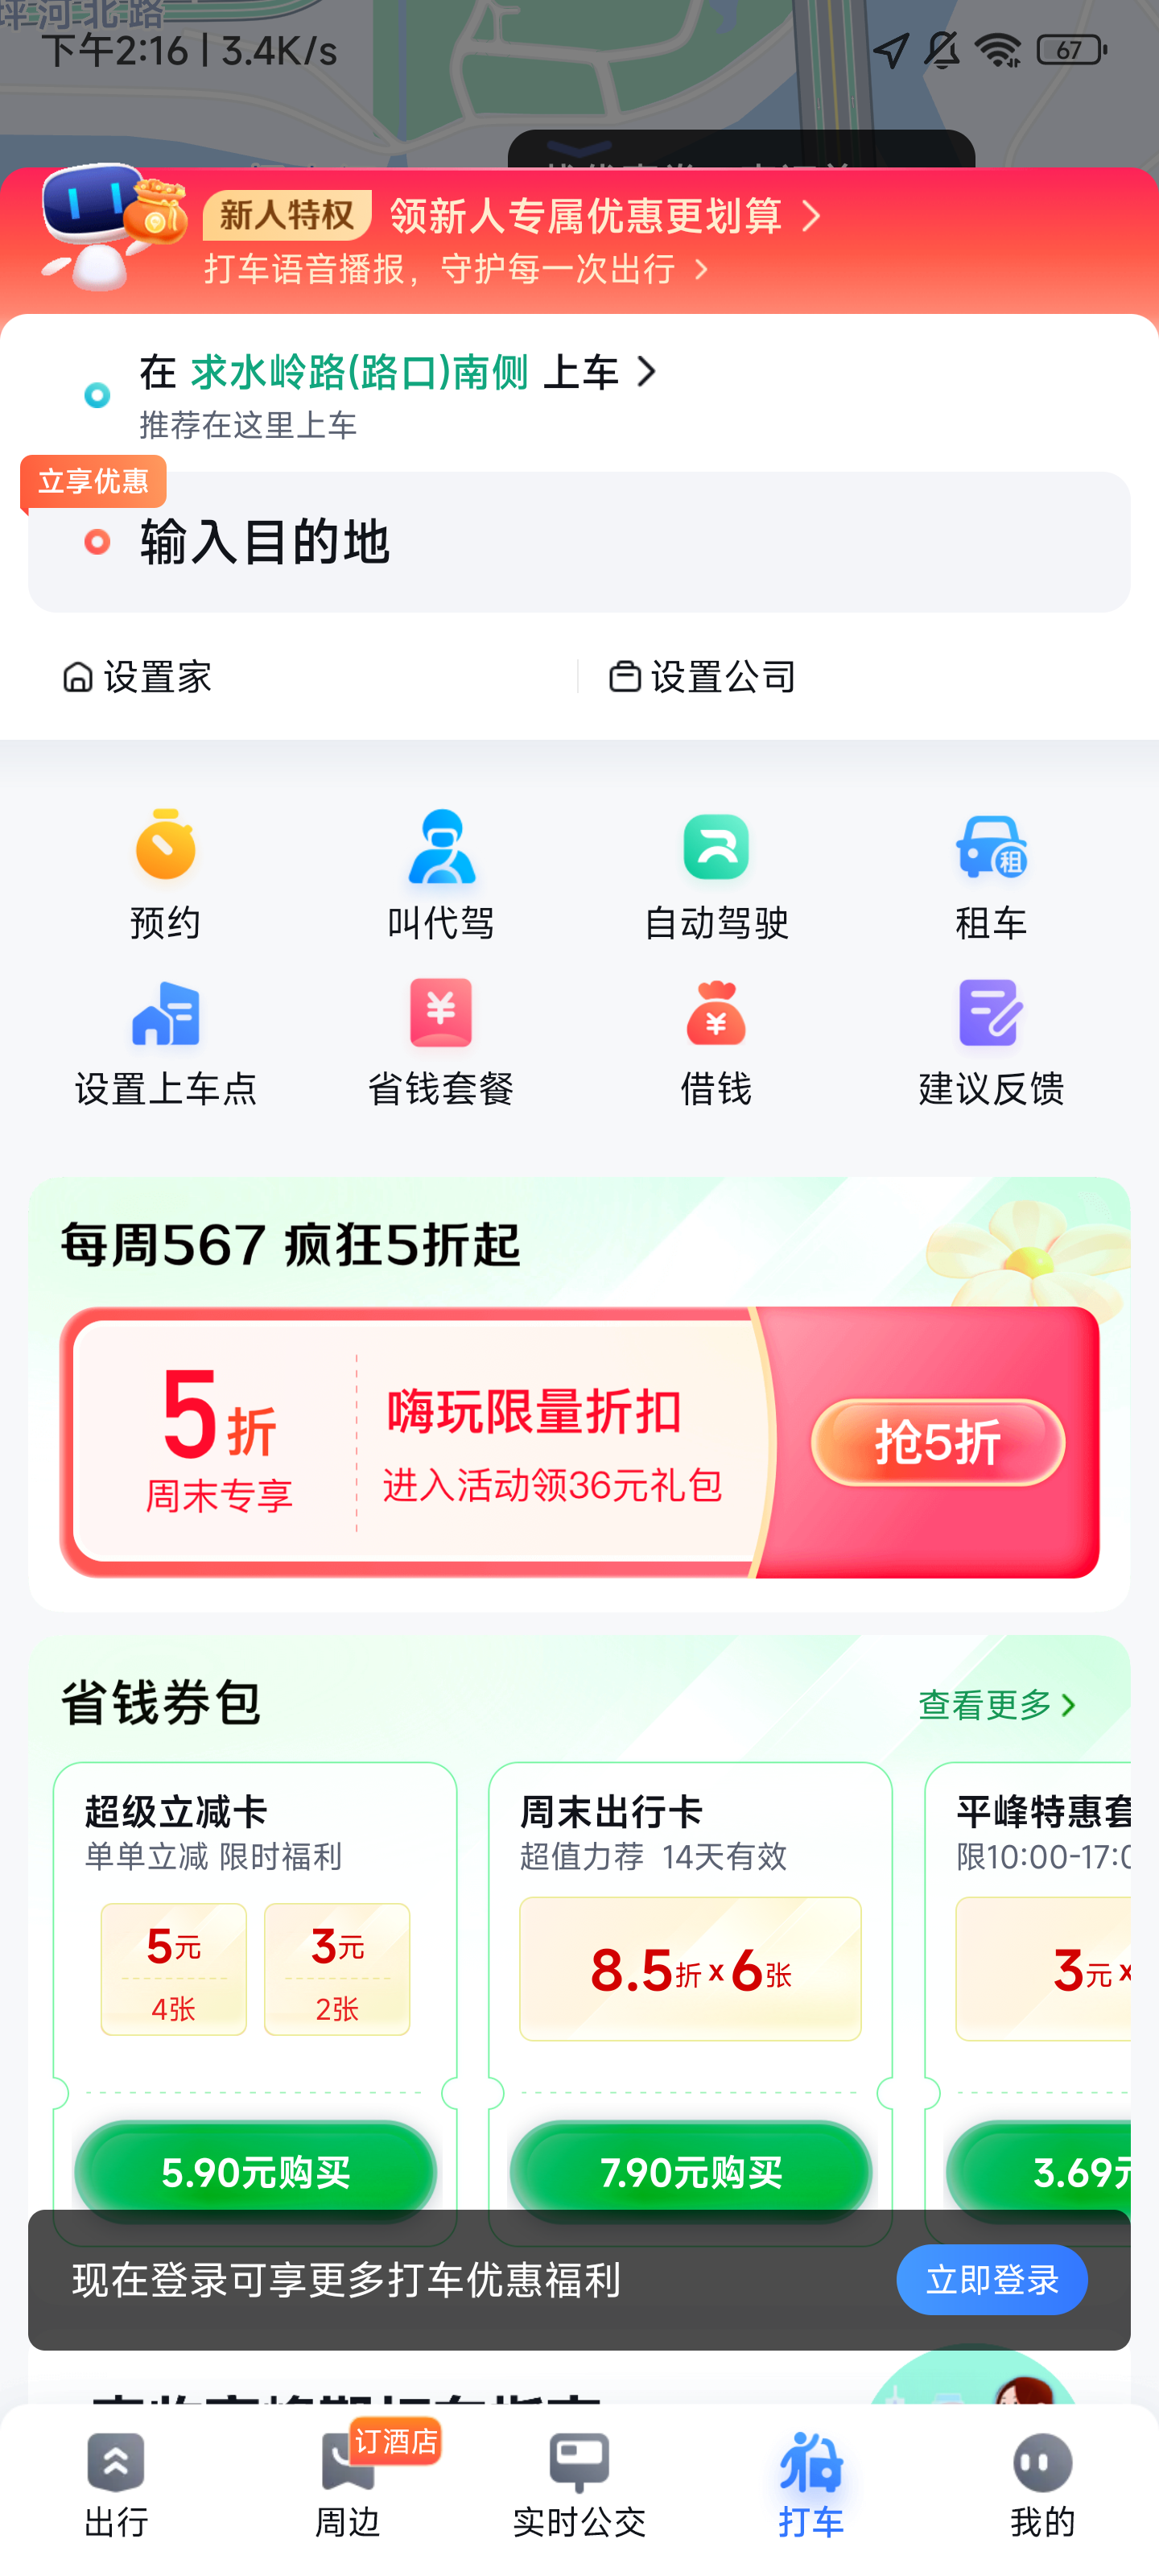 坪河北路
下午2:16 | 3.4K/s
67
新人特权 领新人专属优惠更划算
打车语音播报，守护每一次出行
在 求水岭路(路口)南侧 上车
推荐在这里上车
立享优惠
输入目的地
设置家 设置公司
租
预约 叫代驾 自动驾驶 租车
设置上车点 省钱套餐 借钱 建议反馈
每周567 疯狂5折起
5折
周末专享
嗨玩限量折扣
进入活动领36元礼包
抢5折
省钱券包
查看更多
超级立减卡
单单立减 限时福利
5元
4张
3元
2张
5.90元购买
周末出行卡
超值力荐 14天有效
8.5折×6张
7.90元购买
平峰特惠套
限10:00-17:0
3元×
3.69元
现在登录可享更多打车优惠福利
立即登录
订酒店
出行 周边 实时公交 打车 我的